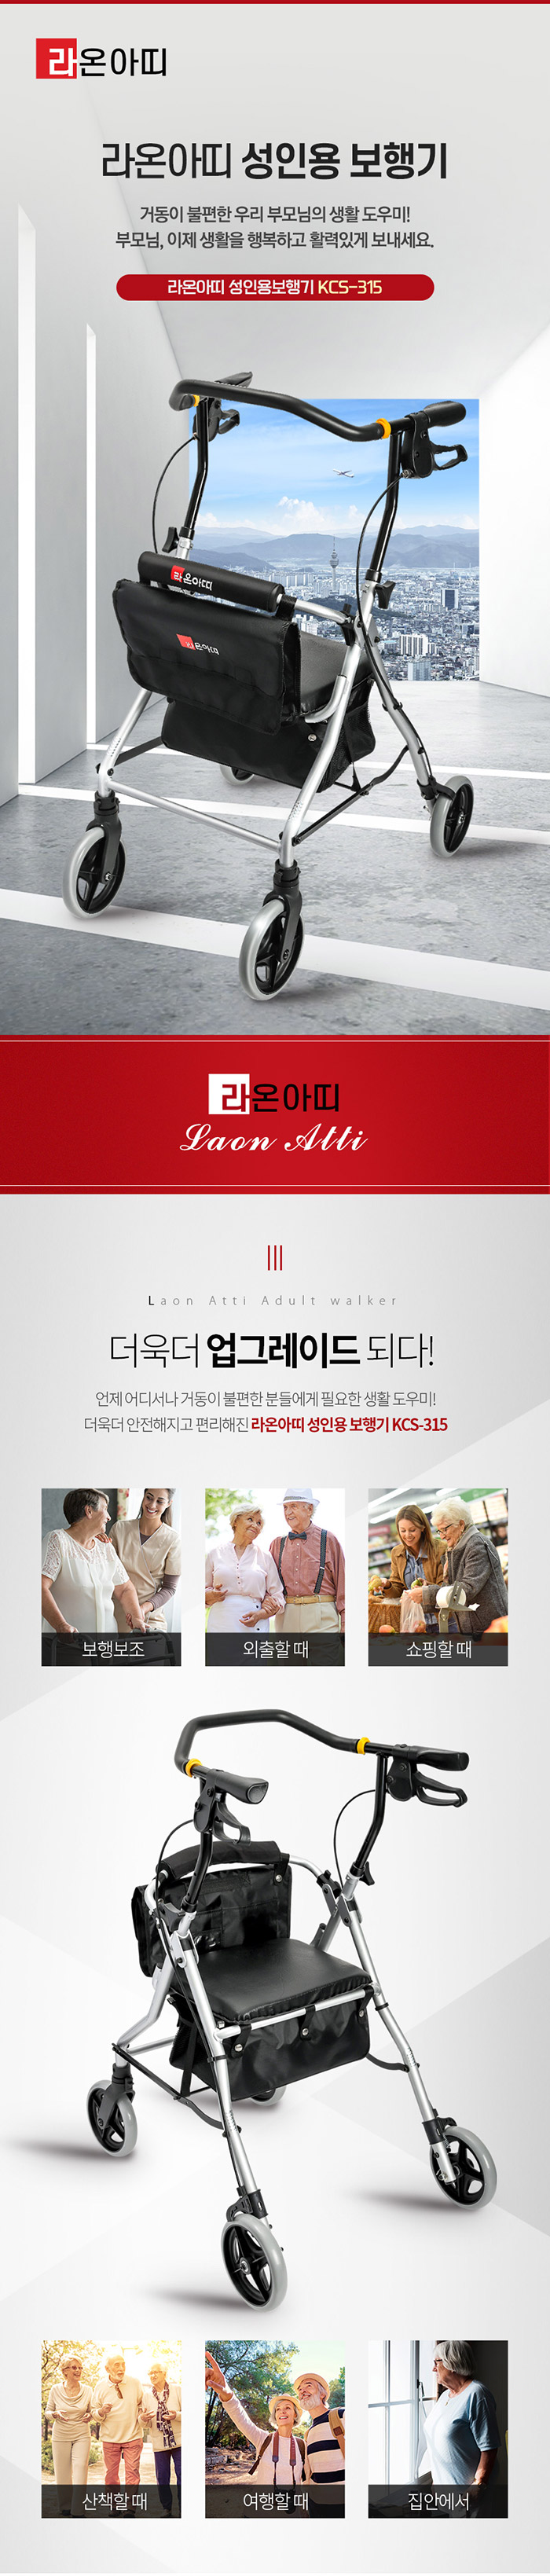 라온아띠
라온아띠 성인용 보행기
거동이 불편한 우리 부모님의 생활 도우미!
부모님, 이제 생활을 행복하고 활력있게 보내세요.
라온아띠 성인용보행기 KCS-315
라온아띠
라온아띠
라온아띠
Laon Atti
Laon Atti Adult walker
더욱더 업그레이드 되다!
언제 어디서나 거동이 불편한 분들에게 필요한 생활 도우미!
더욱더 안전해지고 편리해진 라온아띠 성인용 보행기 KCS-315
보행보조
외출할 때
쇼핑할 때
산책할 때
여행할 때
집안에서